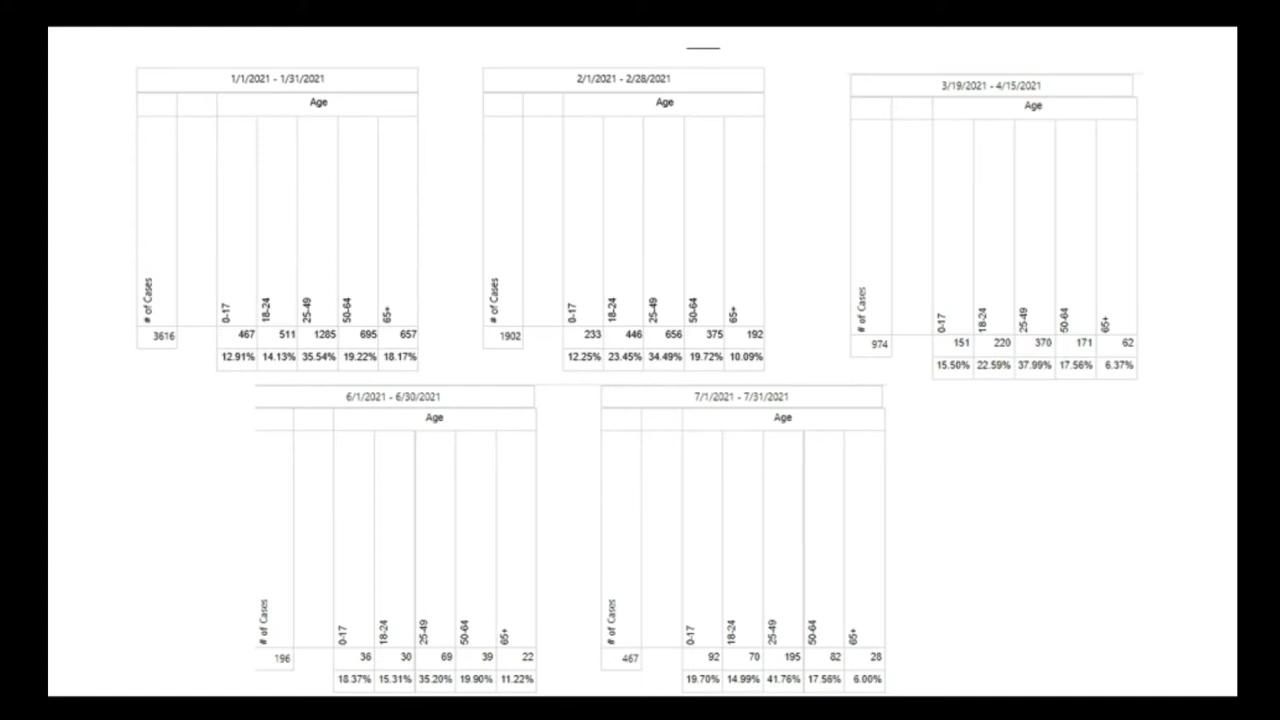 1/1/2021 - 1/31/2021
Age
# of Cases
0-17
18-24
25-49
50-64
65+
3616
467 511 1285 695 657
12.91% 14.13% 35.54% 19.22% 18.17%
2/1/2021 - 2/28/2021
Age
# of Cases
0-17
18-24
25-49
50-64
65+
1902
233 446 656 375 192
12.25% 23.45% 34.49% 19.72% 10.09%
3/19/2021 - 4/15/2021
Age
# of Cases
0-17
18-24
25-49
50-64
65+
974
151 220 370 171 62
15.50% 22.59% 37.99% 17.56% 6.37%
6/1/2021 - 6/30/2021
Age
# of Cases
0-17
18-24
25-49
50-64
65+
196
36 30 69 39 22
18.37% 15.31% 35.20% 19.90% 11.22%
7/1/2021 - 7/31/2021
Age
# of Cases
0-17
18-24
25-49
50-64
65+
467
92 70 195 82 28
19.70% 14.99% 41.76% 17.56% 6.00%